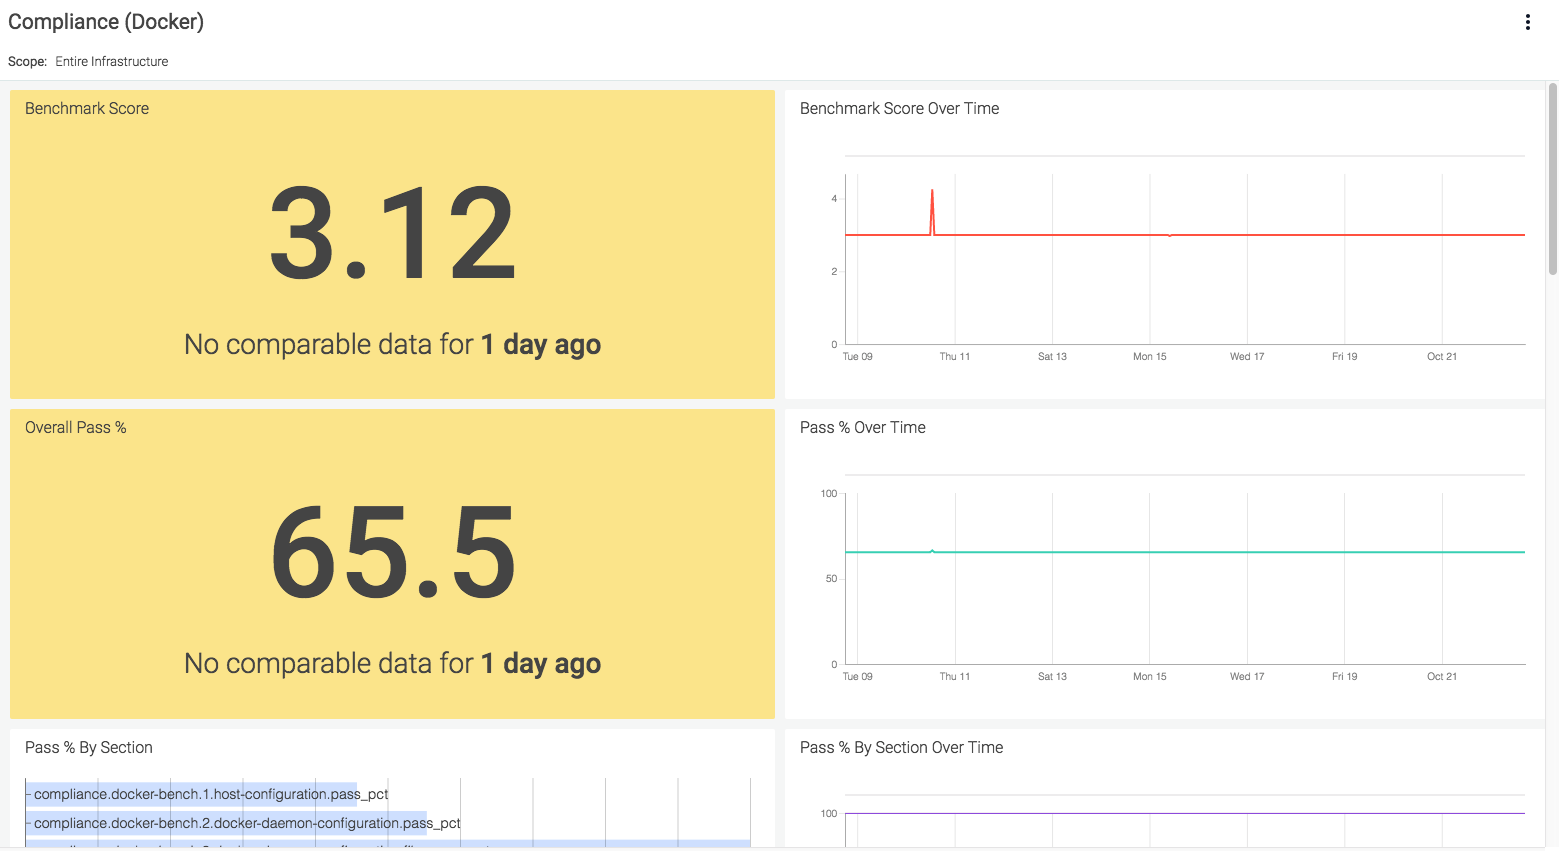 Compliance (Docker)
Scope: Entire Infrastructure
Benchmark Score
3.12
No comparable data for 1 day ago
Benchmark Score Over Time
4
2
0
Tue 09 Thu 11 Sat 13 Mon 15 Wed 17 Fri 19 Oct 21
Overall Pass %
65.5
No comparable data for 1 day ago
Pass % Over Time
100
50
0
Tue 09 Thu 11 Sat 13 Mon 15 Wed 17 Fri 19 Oct 21
Pass % By Section
compliance.docker-bench.1.host-configuration.pass_pct
compliance.docker-bench.2.docker-daemon-configuration.pass_pct
Pass % By Section Over Time
100